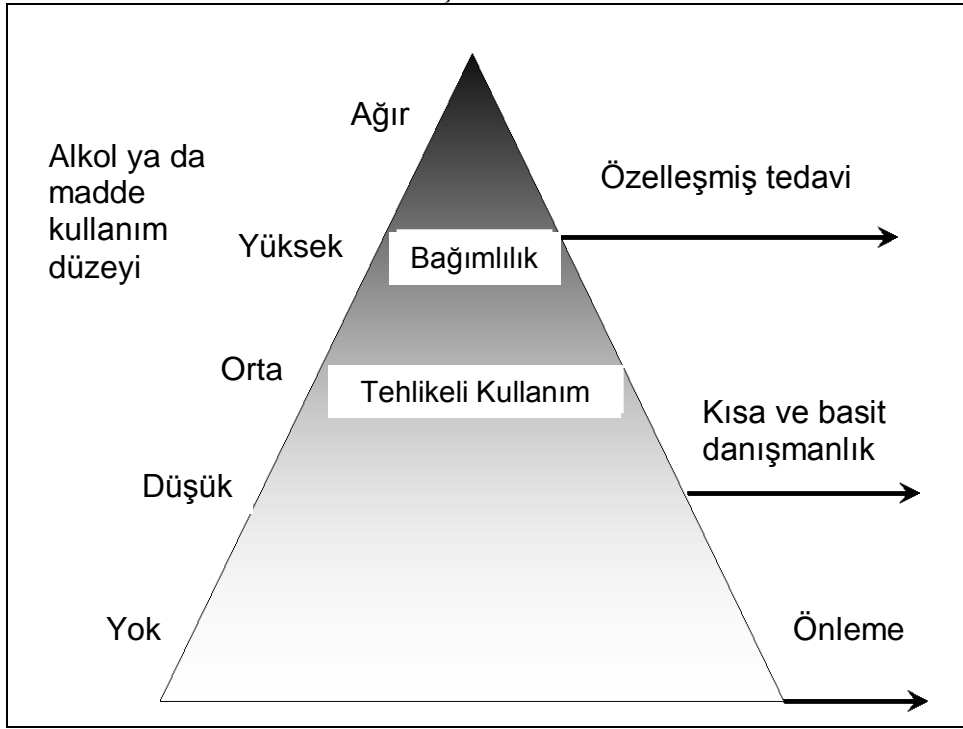 Ağır
Alkol ya da
madde
kullanım
düzeyi
Özelleşmiş tedavi
Yüksek
Bağımlılık
Orta
Tehlikeli Kullanım
Kısa ve basit
danışmanlık
Düşük
Yok
Önleme